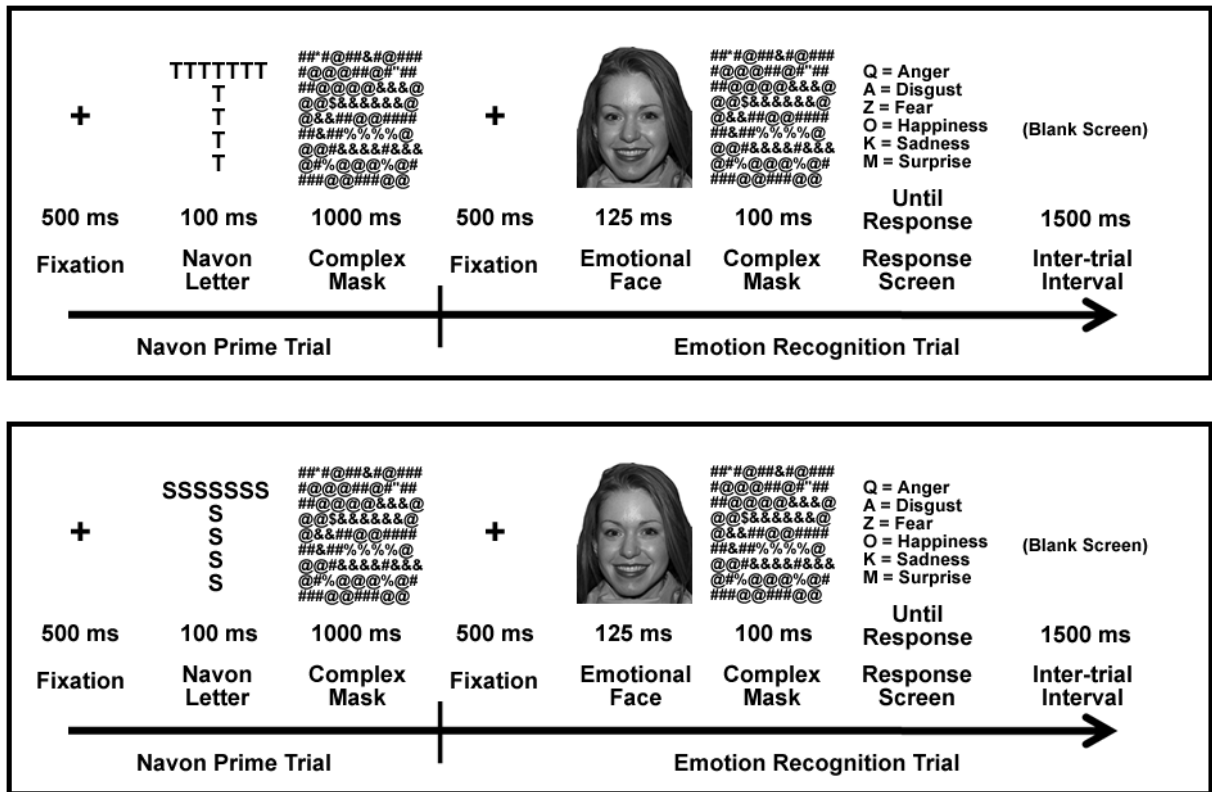 TTTTTTT
T
T
T
T
+
##*#@##&#@###
#@@@##@#"##
##@@@@&&&@
@@$&&&&&&@
@&&##@@####
##&##%%%%@
@@#&&&&#&&&
@#%@@@%@#
###@@###@@
+
##*#@##&#@###
#@@@##@#"##
##@@@@&&&@
@@$&&&&&&@
@&&##@@####
##&##%%%%@
@@#&&&&#&&&
@#%@@@%@#
###@@###@@
Q = Anger
A = Disgust
Z = Fear
O = Happiness
K = Sadness
M = Surprise
(Blank Screen)
500 ms
100 ms
1000 ms
500 ms
125 ms
100 ms
Until
Response
1500 ms
Fixation
Navon
Letter
Complex
Mask
Fixation
Emotional
Face
Complex
Mask
Response
Screen
Inter-trial
Interval
Navon Prime Trial
Emotion Recognition Trial
SSSSSSS
S
S
S
S
+
##*#@##&#@###
#@@@##@#"##
##@@@@&&&@
@@$&&&&&&@
@&&##@@####
##&##%%%%@
@@#&&&&#&&&
@#%@@@%@#
###@@###@@
+
##*#@##&#@###
#@@@##@#"##
##@@@@&&&@
@@$&&&&&&@
@&&##@@####
##&##%%%%@
@@#&&&&#&&&
@#%@@@%@#
###@@###@@
Q = Anger
A = Disgust
Z = Fear
O = Happiness
K = Sadness
M = Surprise
(Blank Screen)
500 ms
100 ms
1000 ms
500 ms
125 ms
100 ms
Until
Response
1500 ms
Fixation
Navon
Letter
Complex
Mask
Fixation
Emotional
Face
Complex
Mask
Response
Screen
Inter-trial
Interval
Navon Prime Trial
Emotion Recognition Trial